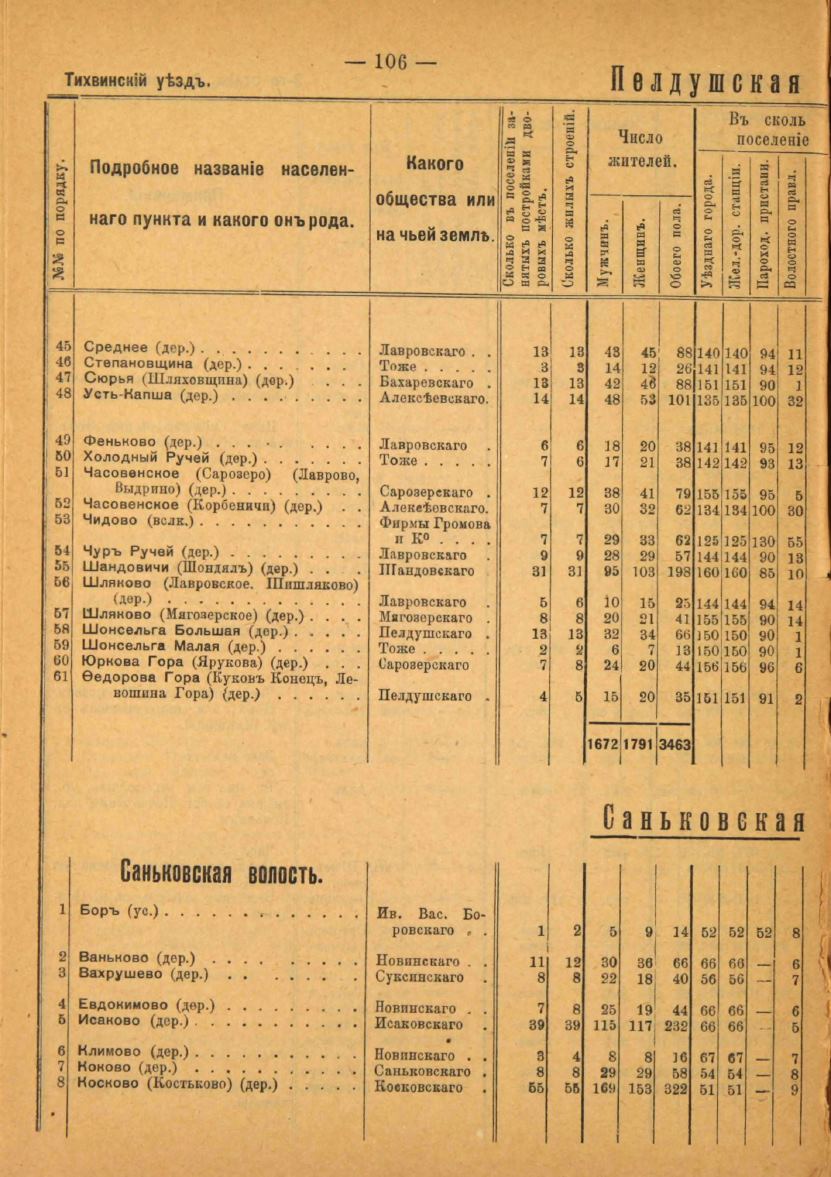 — 106 —
Тихвинскій уѣздъ. Пелдушская
№№ по порядку. Подробное названіе населен-наго пункта и какого онъ рода. Какого общества или на чьей землѣ. Сколько въ поселеніи за-нятыхъ постройками дво-ровыхъ мѣстъ. Сколько жилыхъ строеній. Число жителей. Мужчинъ. Женщинъ. Обоего пола. Въ сколь поселеніе Уѣзднаго города. Жел.-дор. станціи. Пароход. пристани. Волостного правл.
45 Среднее (дер.) . . . . . . . . . . . Лавровскаго . . 13 13 43 45 88 140 140 94 11
46 Степановщина (дер.) . . . . . . . Тоже . . . . . 3 3 14 12 26 141 141 94 12
47 Сюрья (Шляховщина) (дер.) . . . Бахаревскаго . 13 13 42 46 88 151 151 90 1
48 Усть-Капша (дер.) . . . . . . . . . Алексѣевскаго. 14 14 48 53 101 135 135 100 32
49 Феньково (дер.) . . . . . . . . . Лавровскаго . 6 6 18 20 38 141 141 95 12
50 Холодный Ручей (дер.) . . . . . . . Тоже . . . . . 7 6 17 21 38 142 142 93 13
51 Часовенское (Сарозеро) (Лаврово,
Выдрино) (дер.) . . . . . . . . . Сарозерскаго . 12 12 38 41 79 155 155 95 5
52 Часовенское (Корбеничи) (дер.) . . Алексѣевскаго. 7 7 30 32 62 134 134 100 30
53 Чидово (вслк.) . . . . . . . . . . . Фирмы Громова
и К⁰ . . . . 7 7 29 33 62 125 125 130 55
54 Чуръ Ручей (дер.) . . . . . . . . . Лавровскаго . 9 9 28 29 57 144 144 90 13
55 Шандовичи (Шондялъ) (дер.) . . . . Шандовскаго 31 31 95 103 198 160 160 85 10
56 Шляково (Лавровское. Шишляково)
(дер.) . . . . . . . . . . . . . Лавровскаго . 5 6 10 15 25 144 144 94 14
57 Шляково (Мягозерское) (дер.) . . . . Мягозерскаго . 8 8 20 21 41 155 155 90 14
58 Шонсельга Большая (дер.) . . . . . Пелдушскаго . 13 13 32 34 66 150 150 90 1
59 Шонсельга Малая (дер.) . . . . . . Тоже . . . . . 2 2 6 7 13 150 150 90 1
60 Юркова Гора (Ярукова) (дер.) . . . Сарозерскаго 7 8 24 20 44 156 156 96 6
61 Ѳедорова Гора (Куковъ Конецъ, Ле-
вошина Гора) (дер.) . . . . . . Пелдушскаго . 4 5 15 20 35 151 151 91 2
1672 1791 3463
Саньковская
Саньковская волость.
1 Боръ (ус.) . . . . . . . . . . . . . Ив. Вас. Бо-
ровскаго . . 1 2 5 9 14 52 52 52 8
2 Ваньково (дер.) . . . . . . . . . . Новинскаго . . 11 12 30 36 66 66 66 — 6
3 Вахрушево (дер.) . . . . . . . . Суксинскаго . 8 8 22 18 40 56 56 — 7
4 Евдокимово (дер.) . . . . . . . . . Новинскаго . . 7 8 25 19 44 66 66 — 6
5 Исаково (дер.) . . . . . . . . . . . Исаковскаго . 39 39 115 117 232 66 66 — 5
6 Климово (дер.) . . . . . . . . . . . Новинскаго . . 3 4 8 8 16 67 67 — 7
7 Коково (дер.) . . . . . . . . . . . Саньковскаго . 8 8 29 29 58 54 54 — 8
8 Косково (Костьково) (дер.) . . . . . Косковскаго . 55 55 169 153 322 51 51 — 9